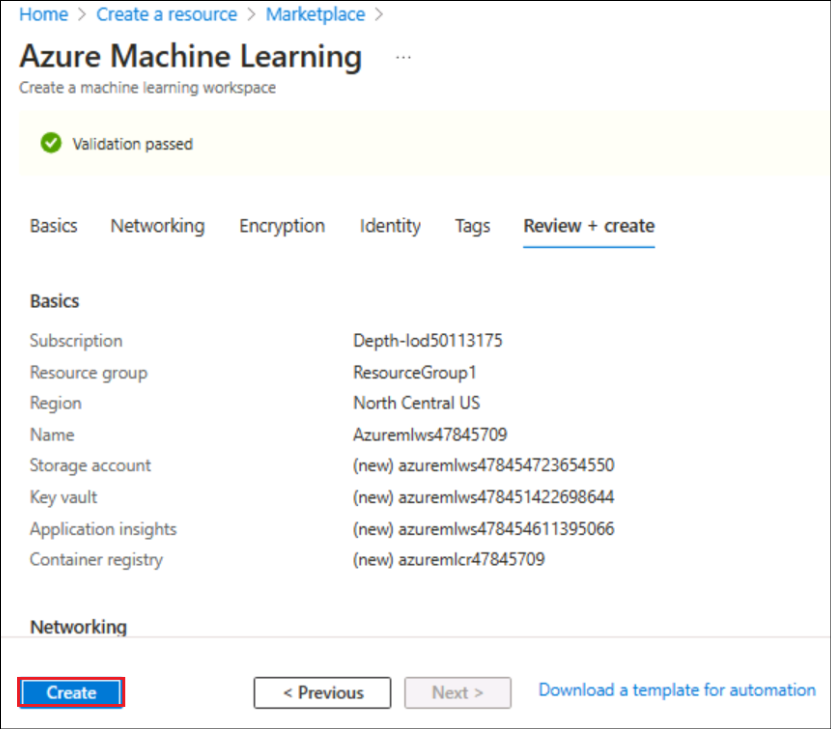 Home > Create a resource > Marketplace >
Azure Machine Learning ...
Create a machine learning workspace
Validation passed
Basics Networking Encryption Identity Tags Review + create
Basics
Subscription Depth-lod50113175
Resource group ResourceGroup1
Region North Central US
Name Azuremlws47845709
Storage account (new) azuremlws478454723654550
Key vault (new) azuremlws478451422698644
Application insights (new) azuremlws478454611395066
Container registry (new) azuremlcr47845709
Networking
Create < Previous Next > Download a template for automation